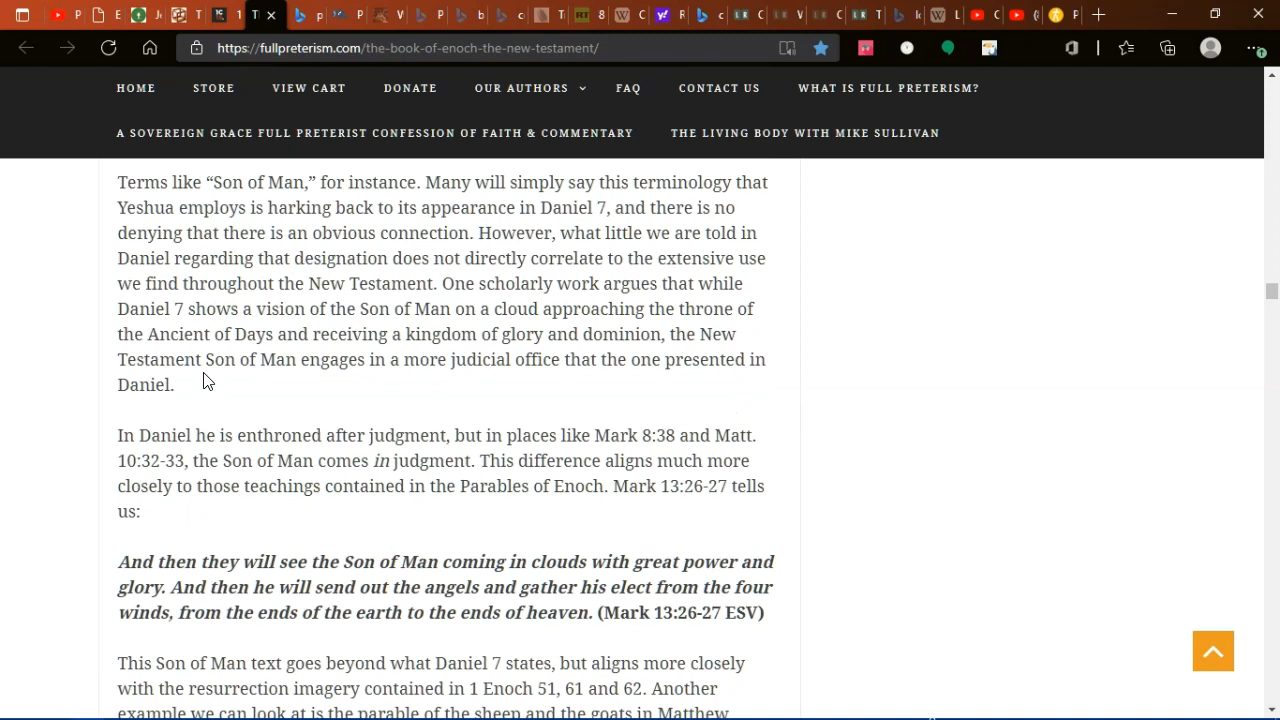 https://fullpreterism.com/the-book-of-enoch-the-new-testament/
HOME STORE VIEW CART DONATE OUR AUTHORS FAQ CONTACT US WHAT IS FULL PRETERISM?
A SOVEREIGN GRACE FULL PRETERIST CONFESSION OF FAITH & COMMENTARY THE LIVING BODY WITH MIKE SULLIVAN
Terms like “Son of Man,” for instance. Many will simply say this terminology that
Yeshua employs is harking back to its appearance in Daniel 7, and there is no
denying that there is an obvious connection. However, what little we are told in
Daniel regarding that designation does not directly correlate to the extensive use
we find throughout the New Testament. One scholarly work argues that while
Daniel 7 shows a vision of the Son of Man on a cloud approaching the throne of
the Ancient of Days and receiving a kingdom of glory and dominion, the New
Testament Son of Man engages in a more judicial office that the one presented in
Daniel.
In Daniel he is enthroned after judgment, but in places like Mark 8:38 and Matt.
10:32-33, the Son of Man comes in judgment. This difference aligns much more
closely to those teachings contained in the Parables of Enoch. Mark 13:26-27 tells
us:
And then they will see the Son of Man coming in clouds with great power and
glory. And then he will send out the angels and gather his elect from the four
winds, from the ends of the earth to the ends of heaven. (Mark 13:26-27 ESV)
This Son of Man text goes beyond what Daniel 7 states, but aligns more closely
with the resurrection imagery contained in 1 Enoch 51, 61 and 62. Another
example we can look at is the parable of the sheep and the goats in Matthew